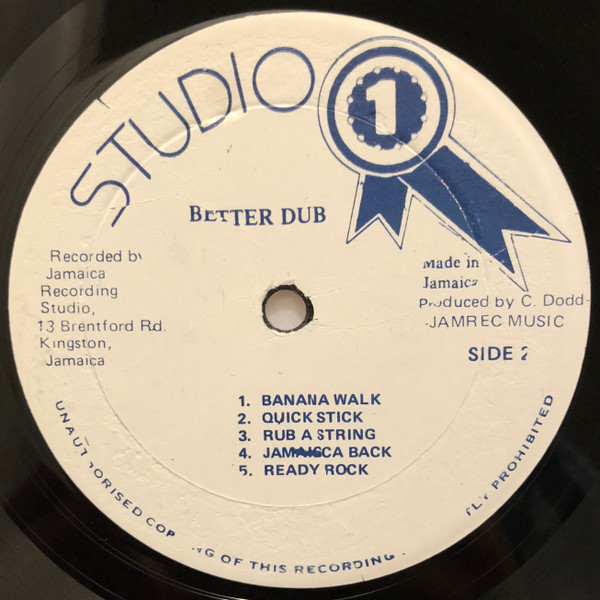 STUDIO 1
BETTER DUB
Recorded by
Jamaica
Recording
Studio,
13 Brentford Rd.
Kingston,
Jamaica
Made in
Jamaica
Produced by C. Dodd
JAMREC MUSIC
SIDE 2
1. BANANA WALK
2. QUICK STICK
3. RUB A STRING
4. JAMAICA BACK
5. READY ROCK
UNAUTHORISED COPYING OF THIS RECORDING STRICTLY PROHIBITED